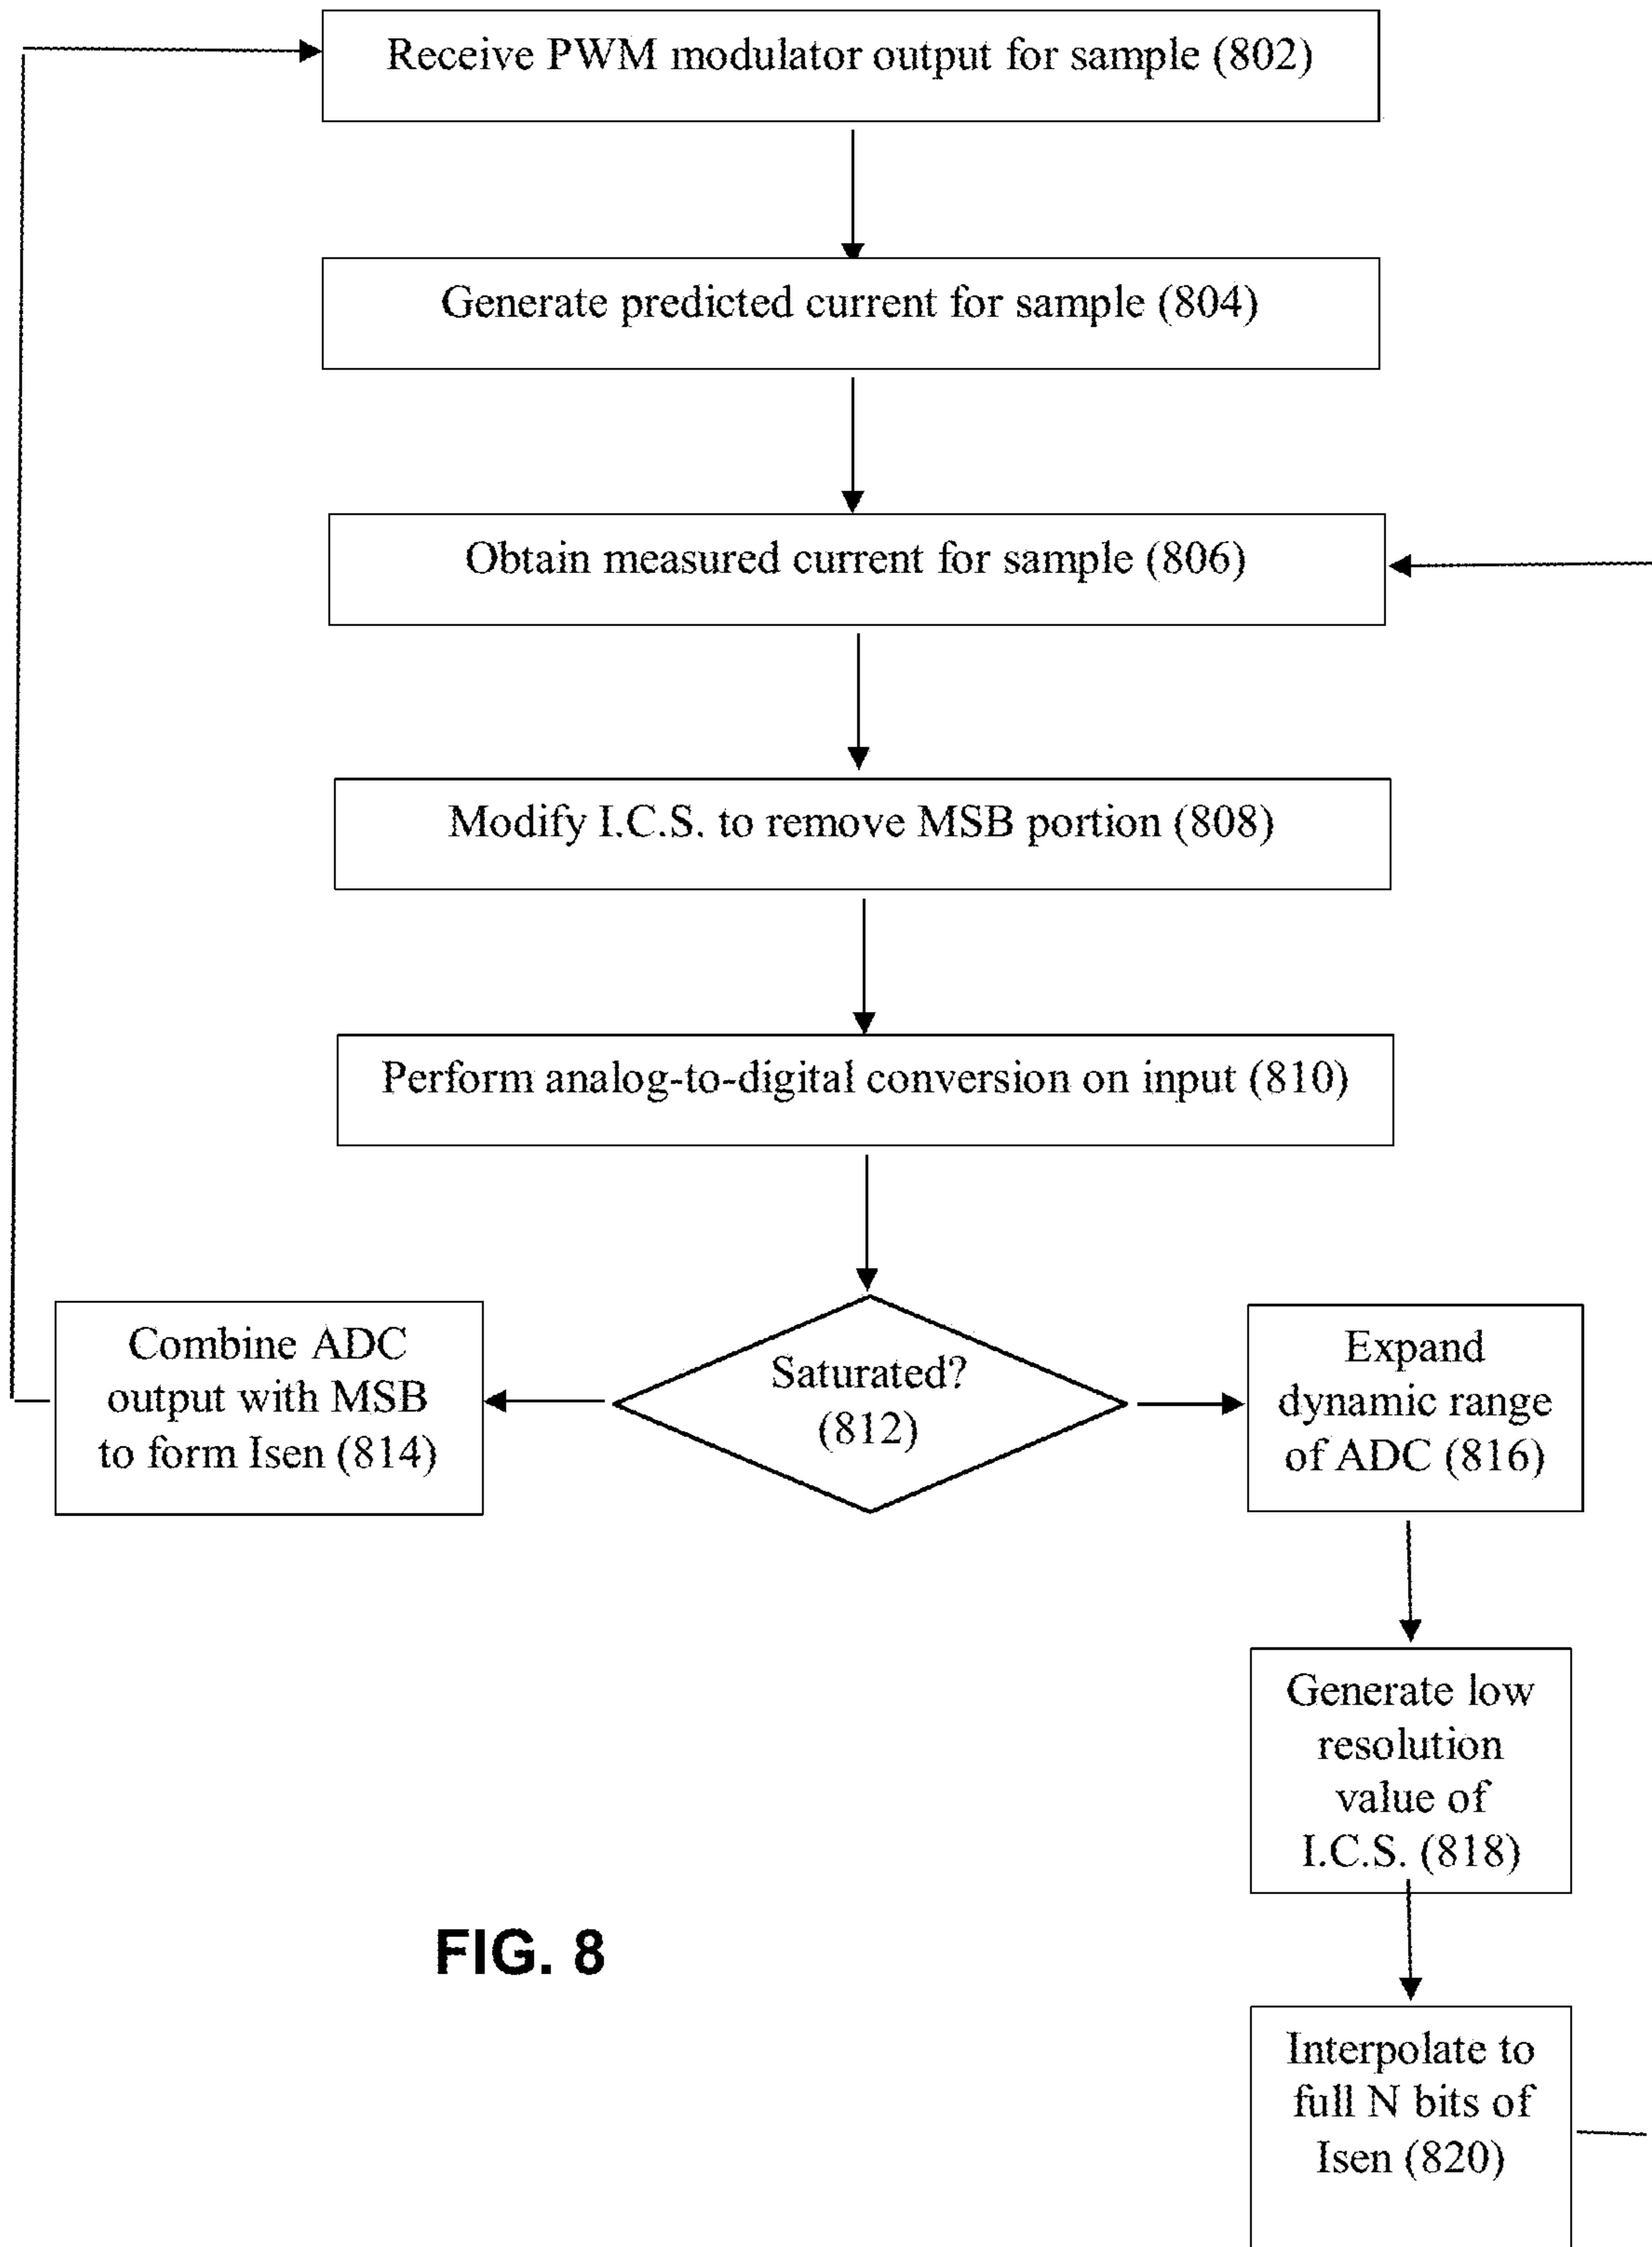 Receive PWM modulator output for sample (802)
Generate predicted current for sample (804)
Obtain measured current for sample (806)
Modify I.C.S. to remove MSB portion (808)
Perform analog-to-digital conversion on input (810)
Combine ADC
output with MSB
to form Isen (814)
Saturated?
(812)
Expand
dynamic range
of ADC (816)
Generate low
resolution
value of
I.C.S. (818)
Interpolate to
full N bits of
Isen (820)
FIG. 8